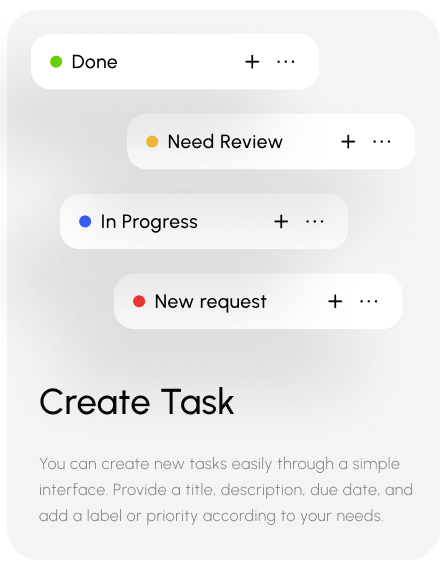 Done
Need Review
In Progress
New request
Create Task
You can create new tasks easily through a simple
interface. Provide a title, description, due date, and
add a label or priority according to your needs.